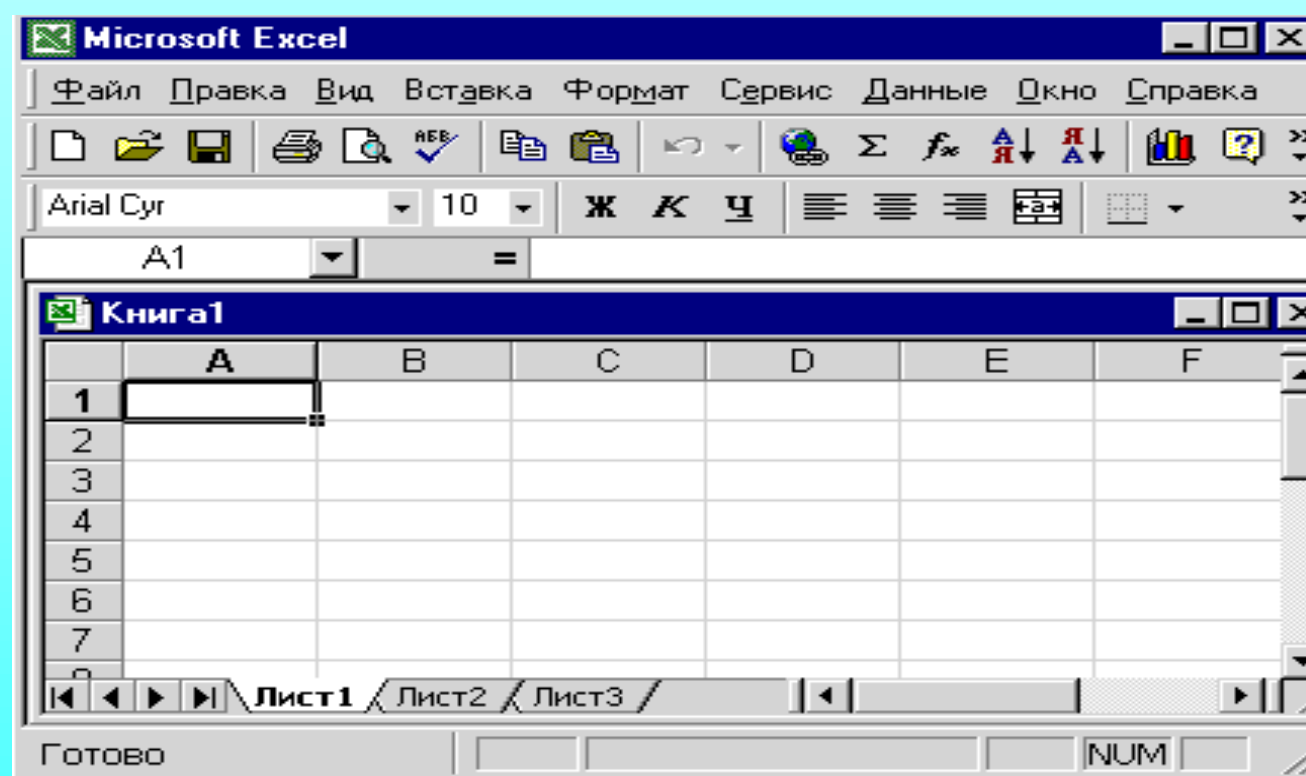 Microsoft Excel
Файл Правка Вид Вставка Формат Сервис Данные Окно Справка
Arial Cyr 10 Ж К Ч
A1 =
Книга1
A B C D E F
1
2
3
4
5
6
7
Лист1 Лист2 Лист3
Готово NUM